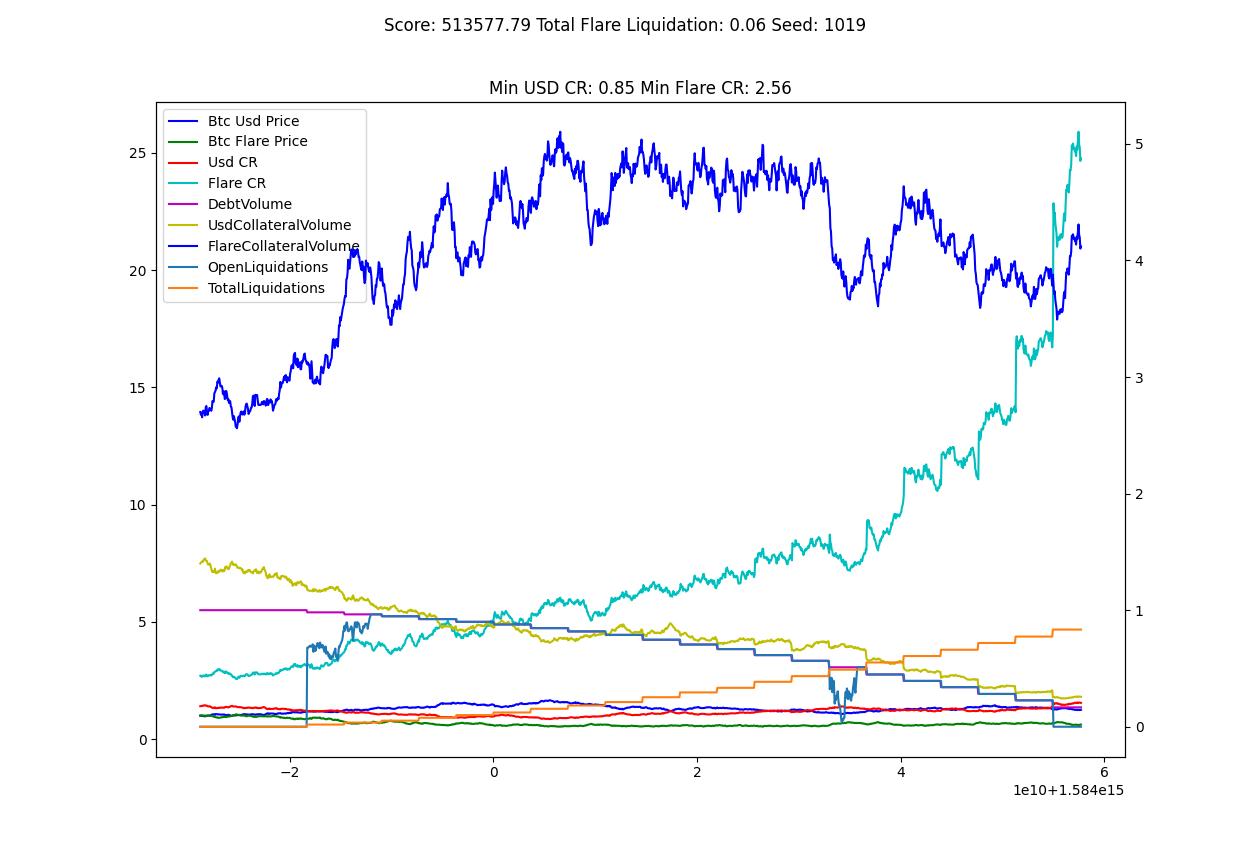 Score: 513577.79 Total Flare Liquidation: 0.06 Seed: 1019
Min USD CR: 0.85 Min Flare CR: 2.56
Btc Usd Price
Btc Flare Price
Usd CR
Flare CR
DebtVolume
UsdCollateralVolume
FlareCollateralVolume
OpenLiquidations
TotalLiquidations
25
20
15
10
5
0
5
4
3
2
1
0
−2 0 2 4 6
1e10+1.584e15